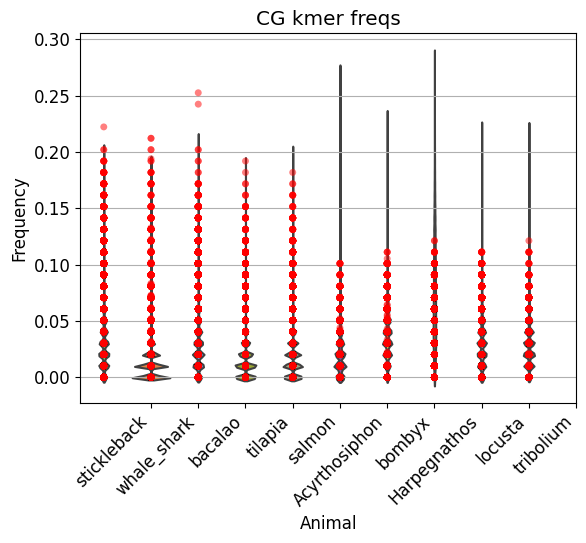 CG kmer freqs
0.30
0.25
0.20
0.15
0.10
0.05
0.00
Frequency
stickleback
whale_shark
bacalao
tilapia
salmon
Acyrthosiphon
bombyx
Harpegnathos
locusta
tribolium
Animal